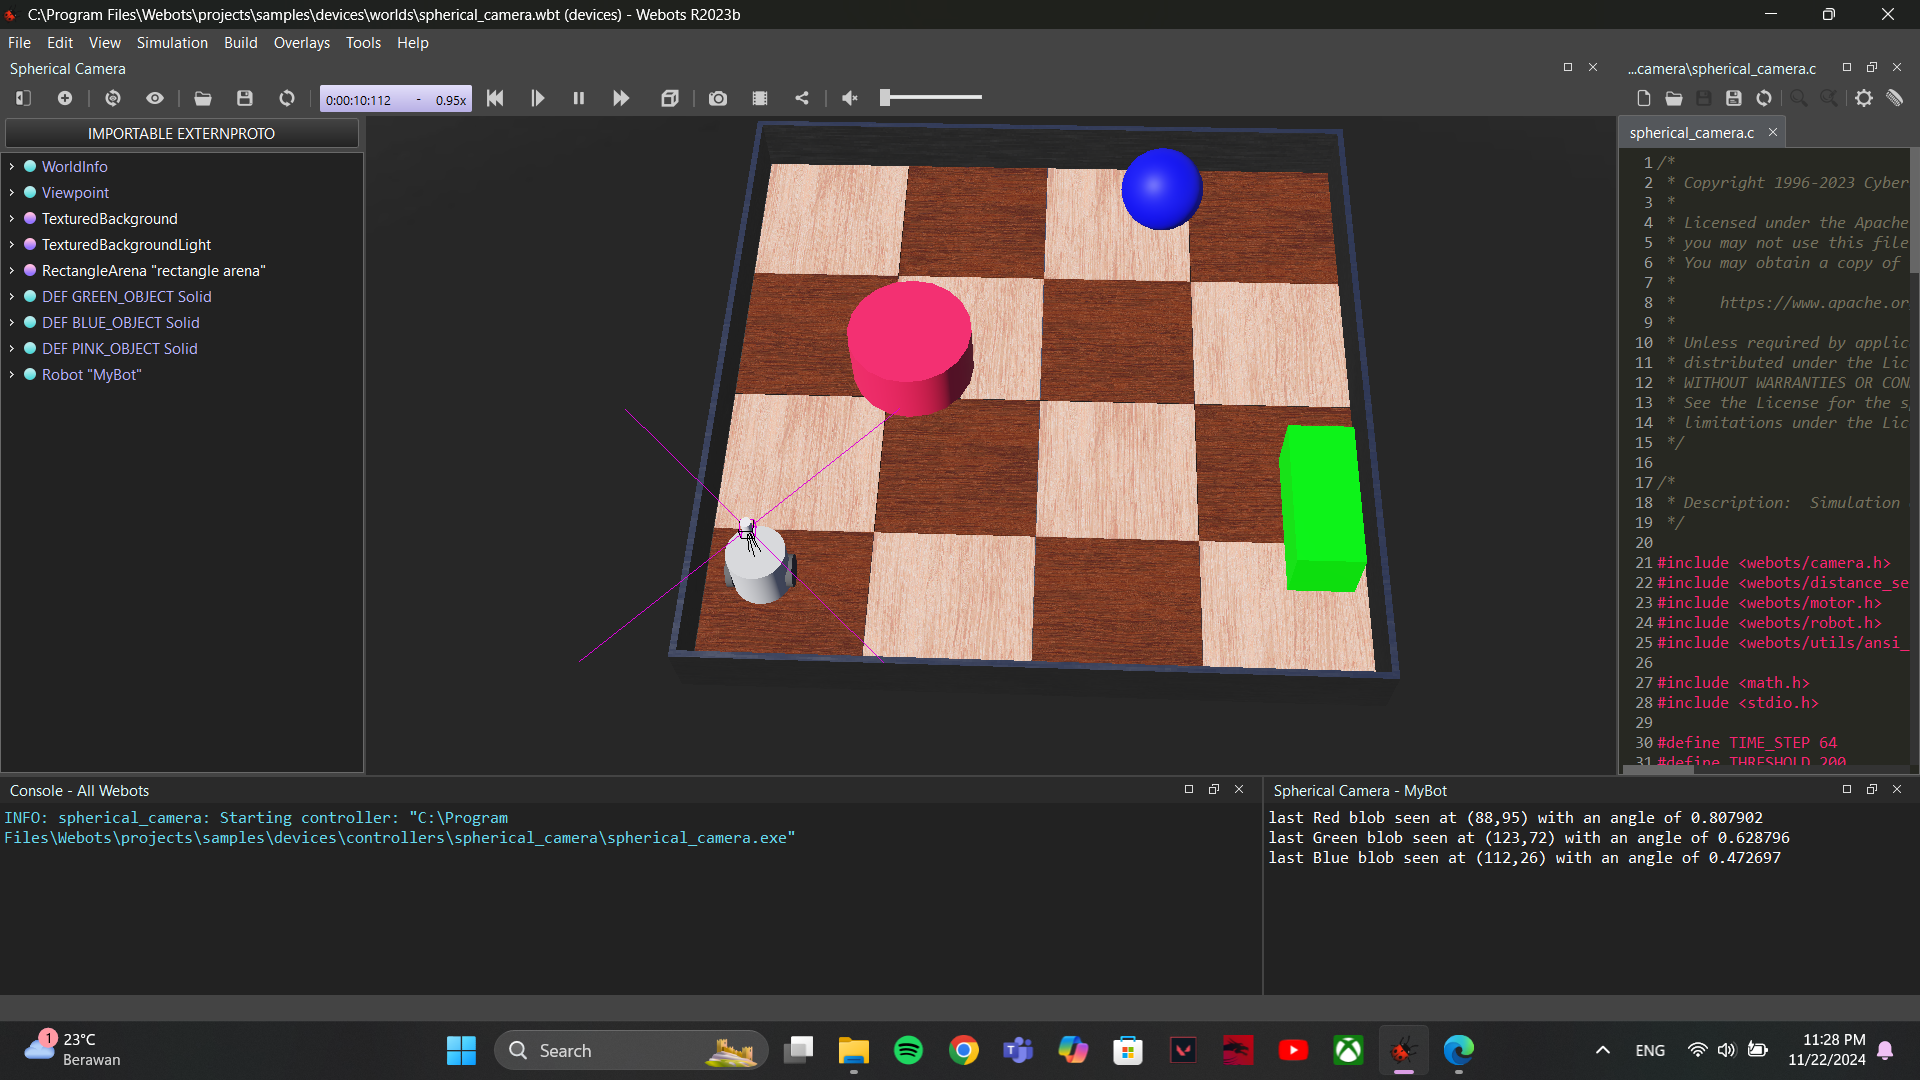 C:\Program Files\Webots\projects\samples\devices\worlds\spherical_camera.wbt (devices) - Webots R2023b
File Edit View Simulation Build Overlays Tools Help
Spherical Camera
0:00:10:112 - 0.95x
IMPORTABLE EXTERNPROTO
WorldInfo
Viewpoint
TexturedBackground
TexturedBackgroundLight
RectangleArena "rectangle arena"
DEF GREEN_OBJECT Solid
DEF BLUE_OBJECT Solid
DEF PINK_OBJECT Solid
Robot "MyBot"
...camera\spherical_camera.c
spherical_camera.c
1 /*
2 * Copyright 1996-2023 Cyber
3 *
4 * Licensed under the Apache
5 * you may not use this file
6 * You may obtain a copy of
7 *
8 * https://www.apache.or
9 *
10 * Unless required by applic
11 * distributed under the Lic
12 * WITHOUT WARRANTIES OR CON
13 * See the License for the s
14 * limitations under the Lic
15 */
16
17 /*
18 * Description: Simulation
19 */
20
21 #include <webots/camera.h>
22 #include <webots/distance_se
23 #include <webots/motor.h>
24 #include <webots/robot.h>
25 #include <webots/utils/ansi_
26
27 #include <math.h>
28 #include <stdio.h>
29
30 #define TIME_STEP 64
31 #define THRESHOLD 200
Console - All Webots
INFO: spherical_camera: Starting controller: "C:\Program
Files\Webots\projects\samples\devices\controllers\spherical_camera\spherical_camera.exe"
Spherical Camera - MyBot
last Red blob seen at (88,95) with an angle of 0.807902
last Green blob seen at (123,72) with an angle of 0.628796
last Blue blob seen at (112,26) with an angle of 0.472697
1
23°C
Berawan
Search
ENG
11:28 PM
11/22/2024